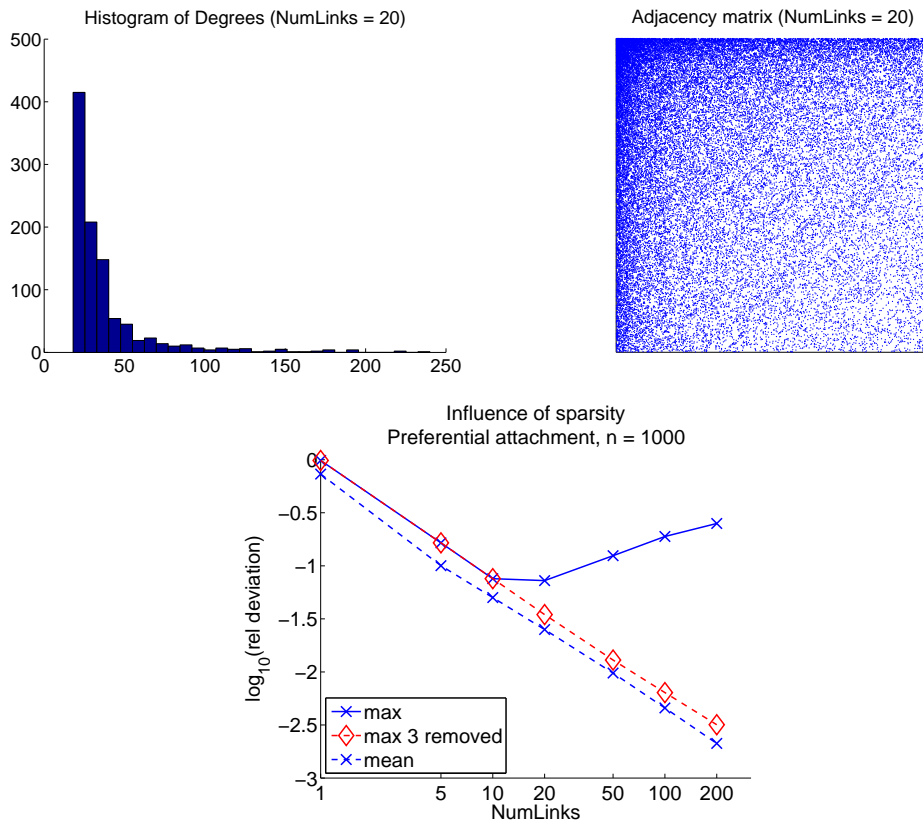 Histogram of Degrees (NumLinks = 20)
500
400
300
200
100
0
0 50 100 150 200 250
Adjacency matrix (NumLinks = 20)
Influence of sparsity
Preferential attachment, n = 1000
0
−0.5
−1
−1.5
−2
−2.5
−3
log10(rel deviation)
max
max 3 removed
mean
1 5 10 20 50 100 200
NumLinks